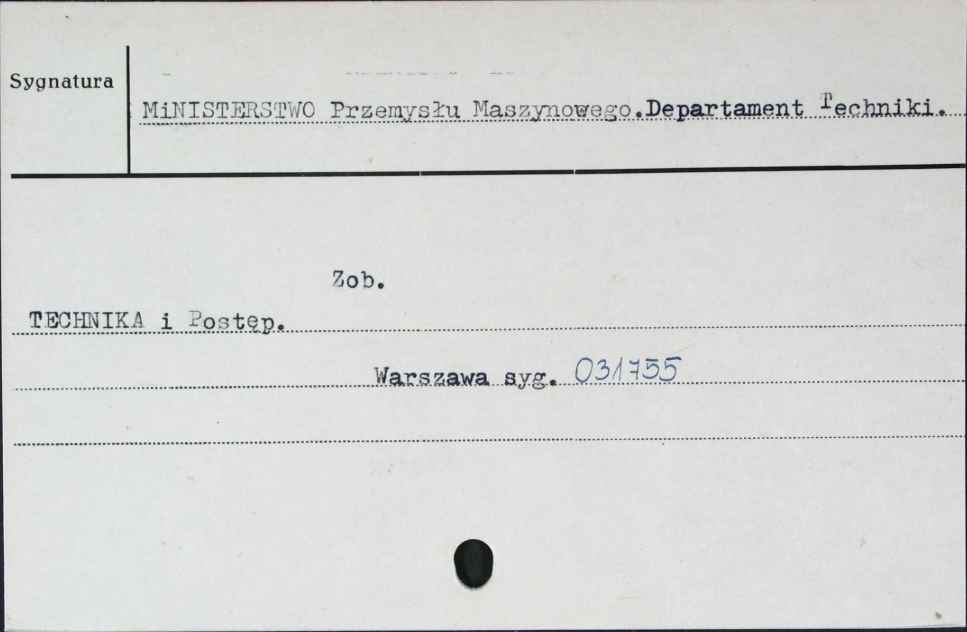 Sygnatura
MiNISTERSTWO Przemysłu Maszynowego.Departament Techniki.
Zob.
TECHNIKA i Postęp.
Warszawa syg. 031755